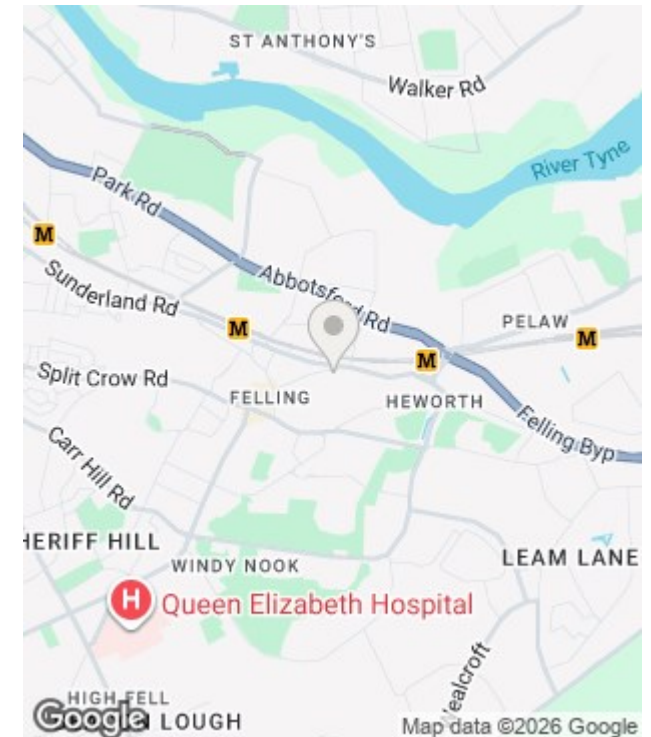 ST ANTHONY'S
Walker Rd
River Tyne
Park Rd
M
Abbotsford Rd
Sunderland Rd
M
PELAW
M
M
Split Crow Rd
FELLING
HEWORTH
Felling Byp
Carr Hill Rd
HERIFF HILL
WINDY NOOK
LEAM LANE
H
Queen Elizabeth Hospital
ealcroft
HIGH FELL
Google
LOUGH
Map data ©2026 Google